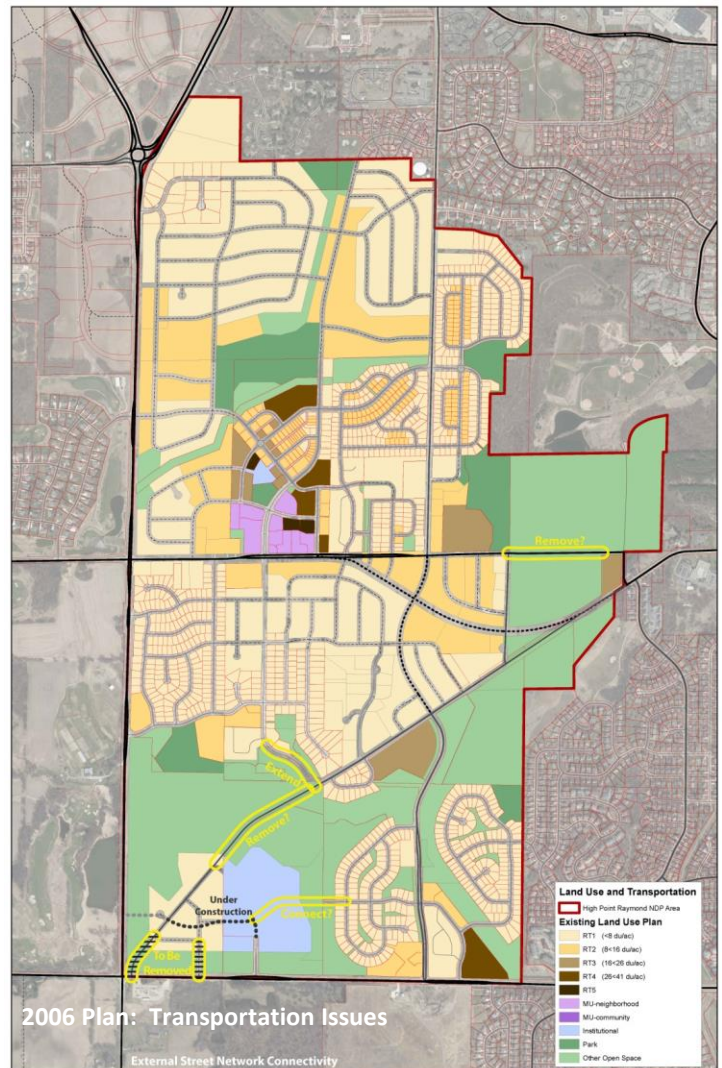 Remove?
Extend?
Remove?
Under
Construction
Connect?
To Be
Removed
2006 Plan: Transportation Issues
External Street Network Connectivity
Land Use and Transportation
High Point Raymond NDP Area
Existing Land Use Plan
RT1 (<8 du/ac)
RT2 (8<16 du/ac)
RT3 (16<26 du/ac)
RT4 (26<41 du/ac)
RT5
MU-neighborhood
MU-community
Institutional
Park
Other Open Space